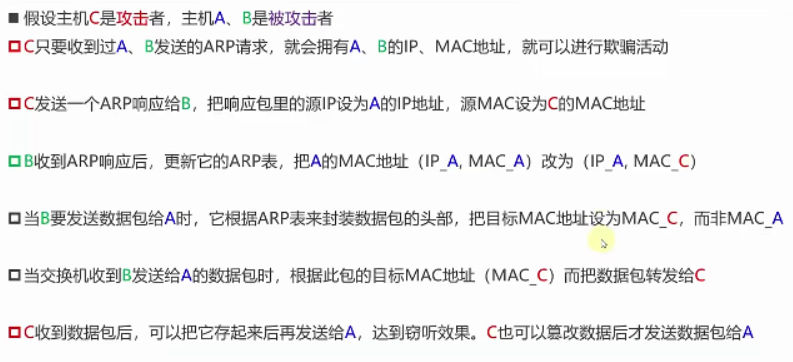 假设主机C是攻击者，主机A、B是被攻击者
C只要收到过A、B发送的ARP请求，就会拥有A、B的IP、MAC地址，就可以进行欺骗活动
C发送一个ARP响应给B，把响应包里的源IP设为A的IP地址，源MAC设为C的MAC地址
B收到ARP响应后，更新它的ARP表，把A的MAC地址（IP_A, MAC_A）改为（IP_A, MAC_C）
当B要发送数据包给A时，它根据ARP表来封装数据包的头部，把目标MAC地址设为MAC_C，而非MAC_A
当交换机收到B发送给A的数据包时，根据此包的目标MAC地址（MAC_C）而把数据包转发给C
C收到数据包后，可以把它存起来后再发送给A，达到窃听效果。C也可以篡改数据后才发送数据包给A